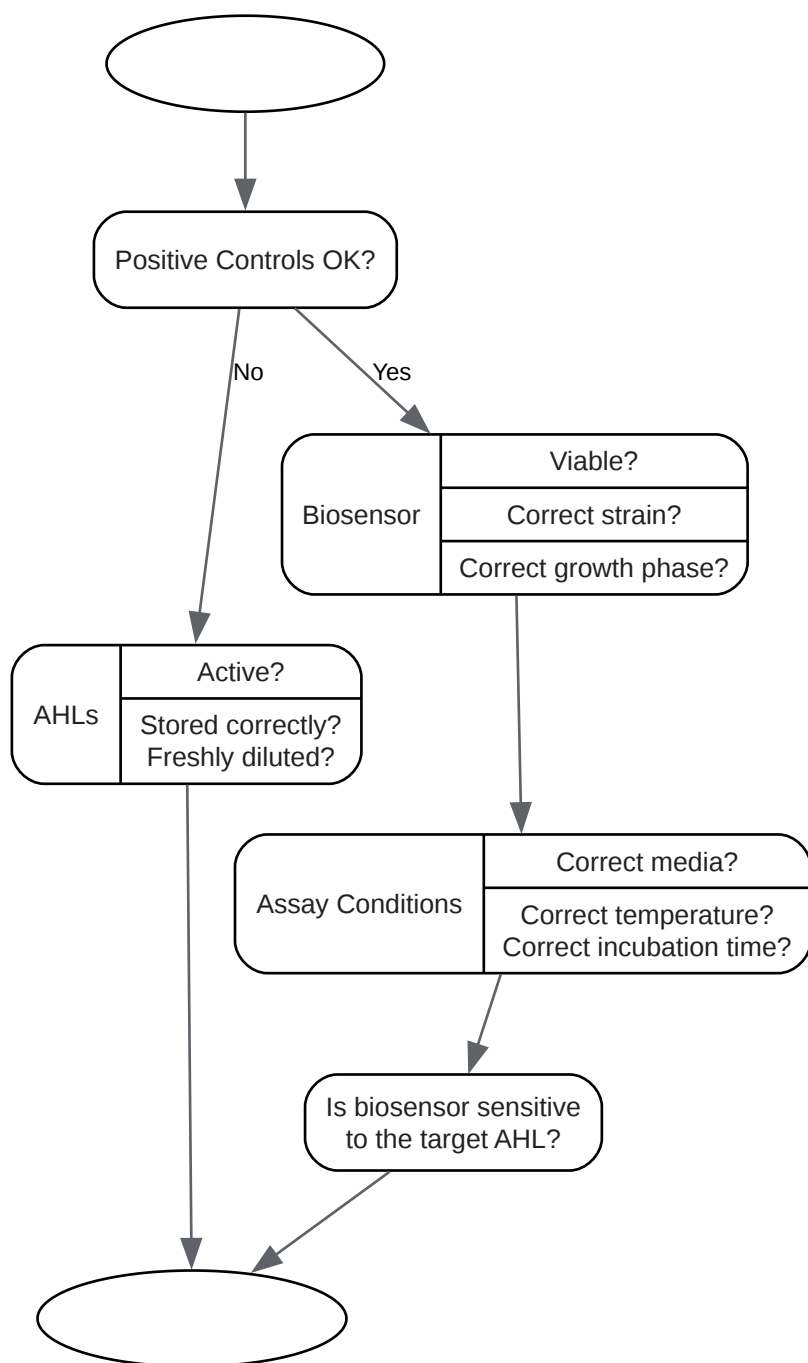 Positive Controls OK?
No
Yes
Biosensor
Viable?
Correct strain?
Correct growth phase?
AHLs
Active?
Stored correctly?
Freshly diluted?
Assay Conditions
Correct media?
Correct temperature?
Correct incubation time?
Is biosensor sensitive
to the target AHL?